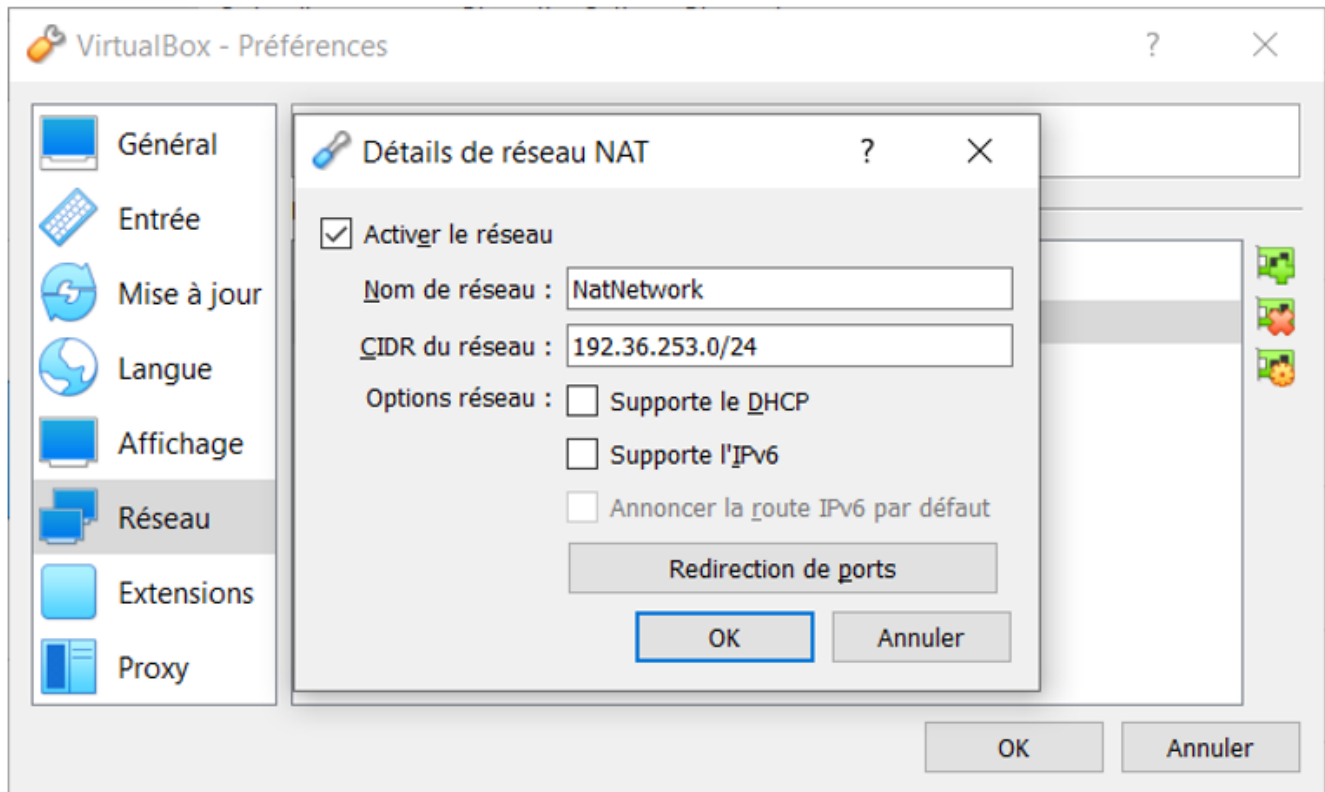 VirtualBox - Préférences
?
Général
Entrée
Mise à jour
Langue
Affichage
Réseau
Extensions
Proxy
Détails de réseau NAT
?
Activer le réseau
Nom de réseau : NatNetwork
CIDR du réseau : 192.36.253.0/24
Options réseau : Supporte le DHCP
Supporte l'IPv6
Annoncer la route IPv6 par défaut
Redirection de ports
OK Annuler
OK Annuler